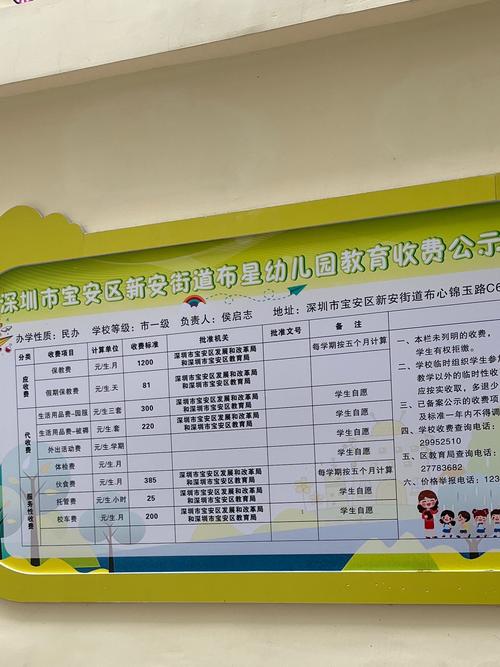 深圳市宝安区新安街道布星幼儿园教育收费公示
办学性质：民办 学校等级：市一级 负责人：侯启志 地址：深圳市宝安区新安街道布心锦玉路C6
分类 收费项目 计算单位 收费标准 批准机关 批准文号 备 注
应收费 保教费 元/生.月 1200 深圳市宝安区发展和改革局和深圳市宝安区教育局 每学期按五个月计算
假期保教费 元/生.天 81 深圳市宝安区发展和改革局和深圳市宝安区教育局
代收费 生活用品费-园服 元/生/三套 300 深圳市宝安区发展和改革局和深圳市宝安区教育局 学生自愿
生活用品费-被褥 元/生/套 220 深圳市宝安区发展和改革局和深圳市宝安区教育局 学生自愿
外出活动费 元/生.学期 学生自愿
体检费 元/生.月
服务性收费 伙食费 元/生.月 385 深圳市宝安区发展和改革局和深圳市宝安区教育局 每学期按五个月计算
托管费 元/生.小时 25 深圳市宝安区发展和改革局和深圳市宝安区教育局 学生自愿
校车费 元/生.月 200 深圳市宝安区发展和改革局和深圳市宝安区教育局 学生自愿
一、本栏未列明的收费，
学生有权拒缴。
二、学校临时组织学生参加
教学以外的临时性收
应按实收取，多退少
三、已备案公示的收费项
及标准一年内不得调
四、学校收费查询电话：
29952510
五、区教育局查询电话：
27783682
六、价格举报电话：123